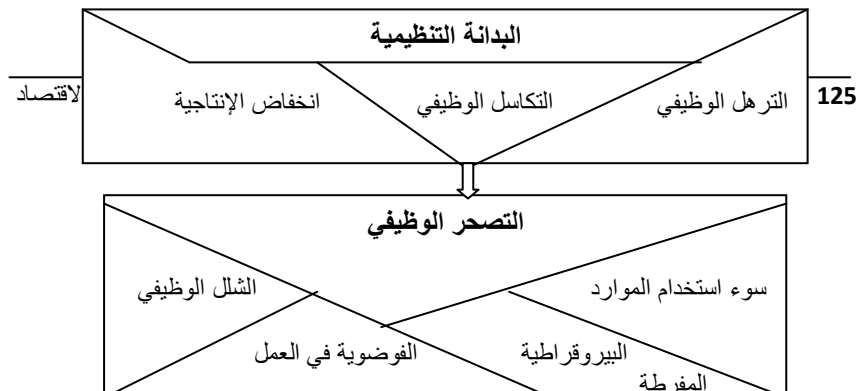 البدانة التنظيمية
125
الترهل الوظيفي
التكاسل الوظيفي
انخفاض الإنتاجية
لاقتصاد
التصحر الوظيفي
سوء استخدام الموارد
الشلل الوظيفي
البيروقراطية
المفرطة
الفوضوية في العمل